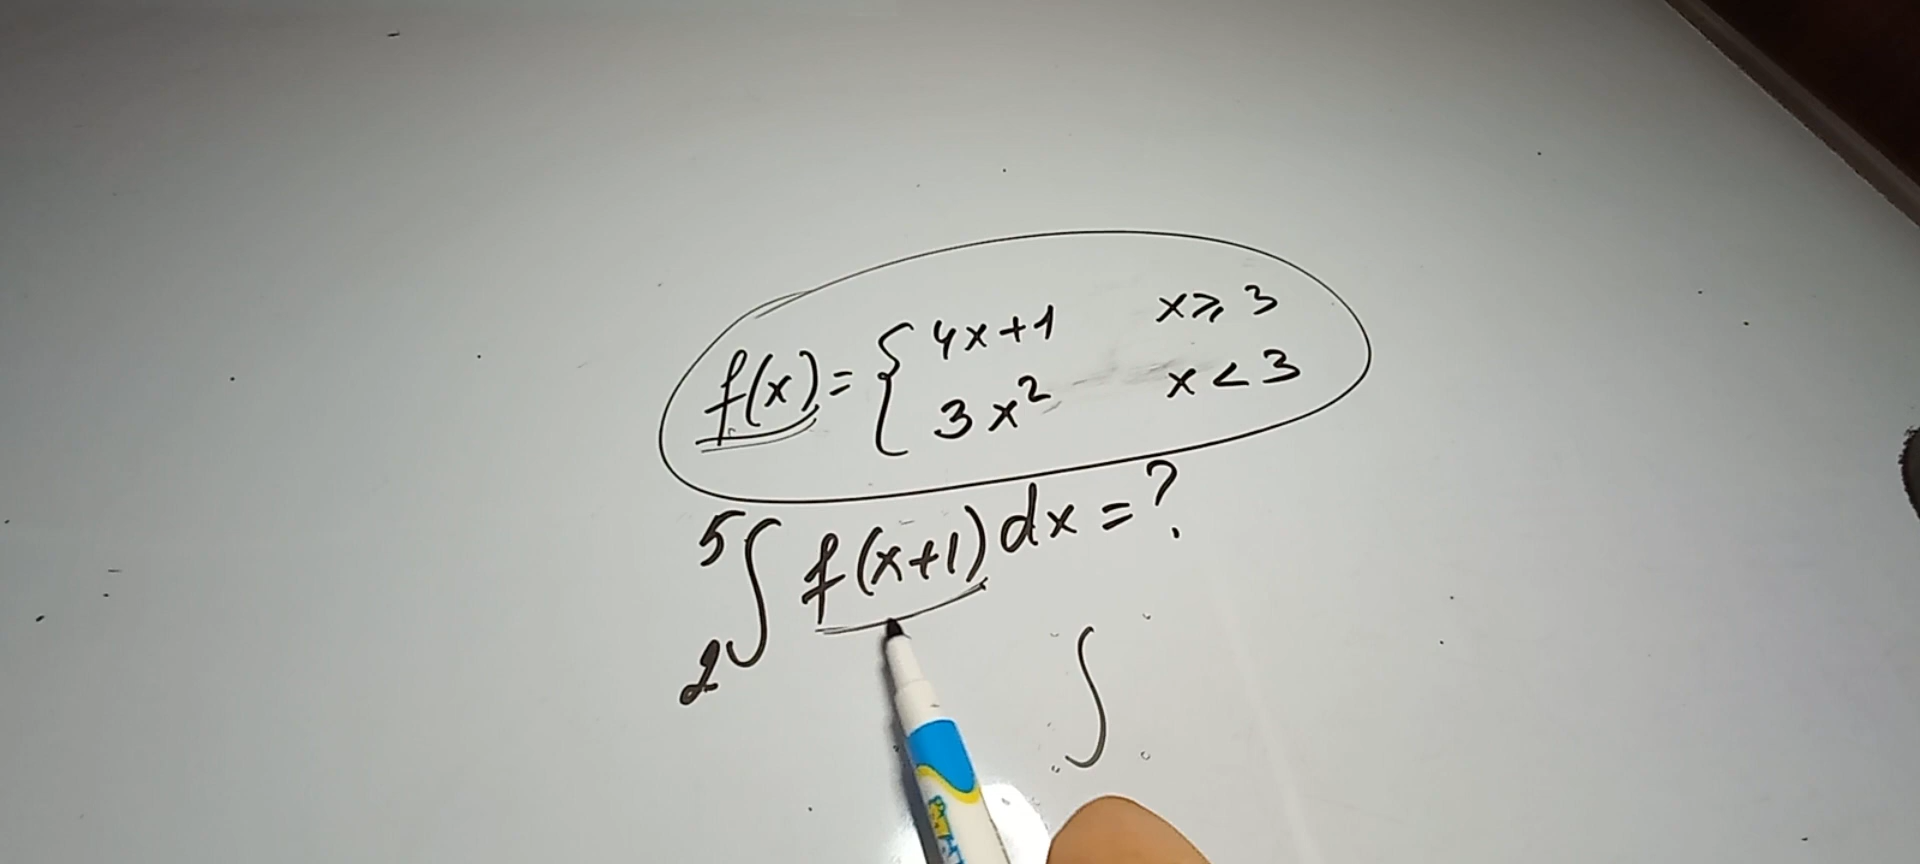 f(x) = { 4x+1 x ⩾ 3
3x² x < 3
5∫2 f(x+1) dx = ?
∫